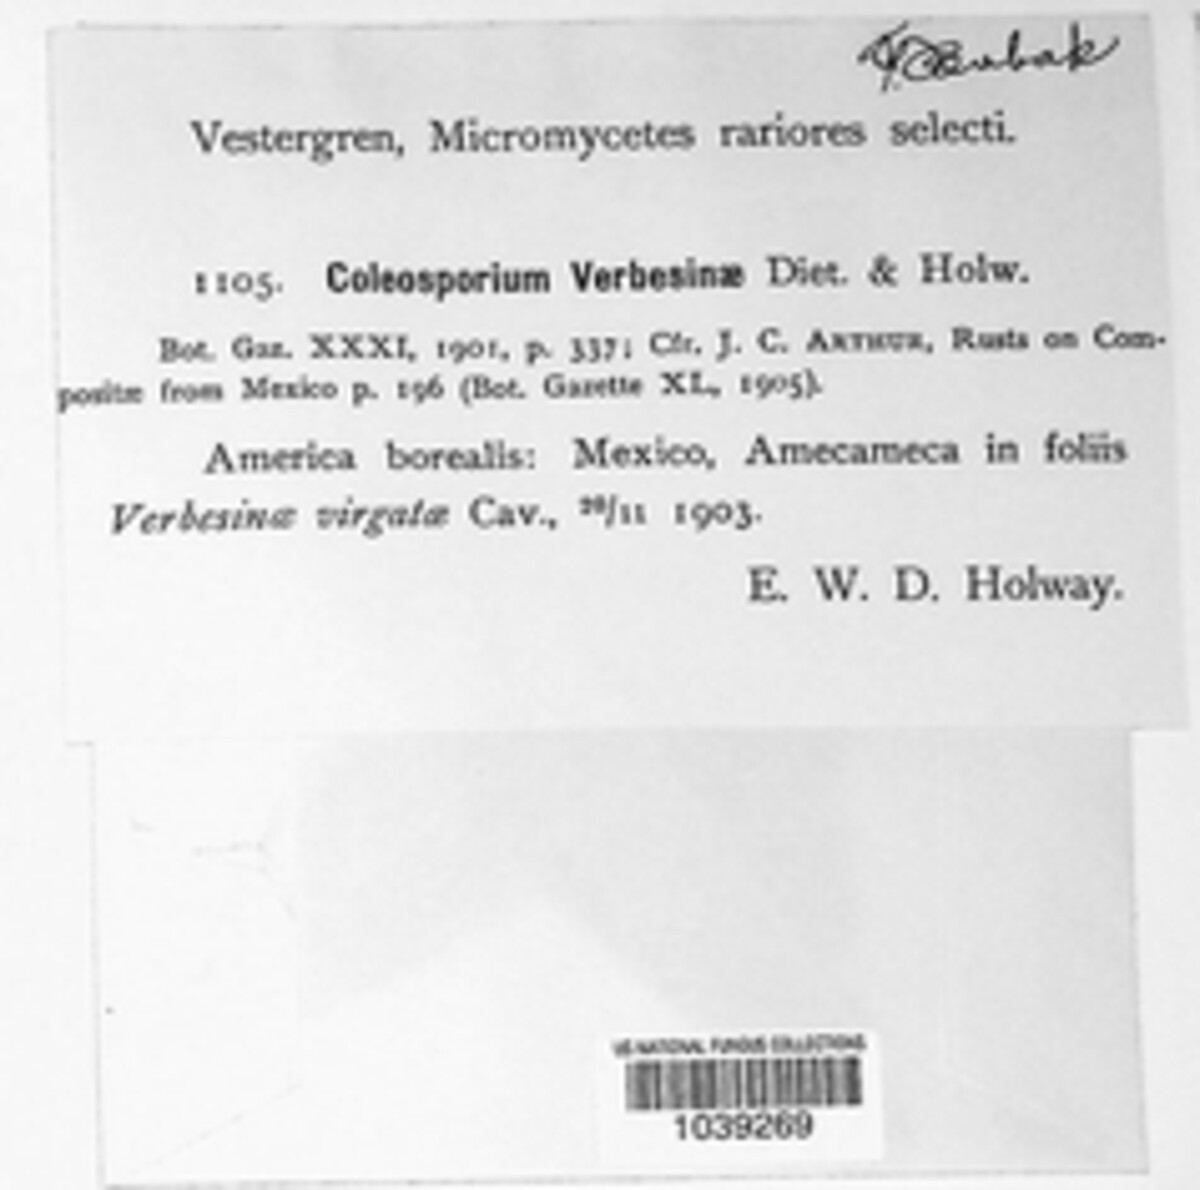 Bubak
Vestergren, Micromycetes rariores selecti.
1105. Coleosporium Verbesinæ Diet. & Holw.
Bot. Gaz. XXXI, 1901, p. 337; Cfr. J. C. ARTHUR, Rusts on Com-
positæ from Mexico p. 196 (Bot. Gazette XL, 1905).
America borealis: Mexico, Amecameca in foliis
Verbesinæ virgatæ Cav., 20/11 1903.
E. W. D. Holway.
US NATIONAL FUNGUS COLLECTIONS
1039269